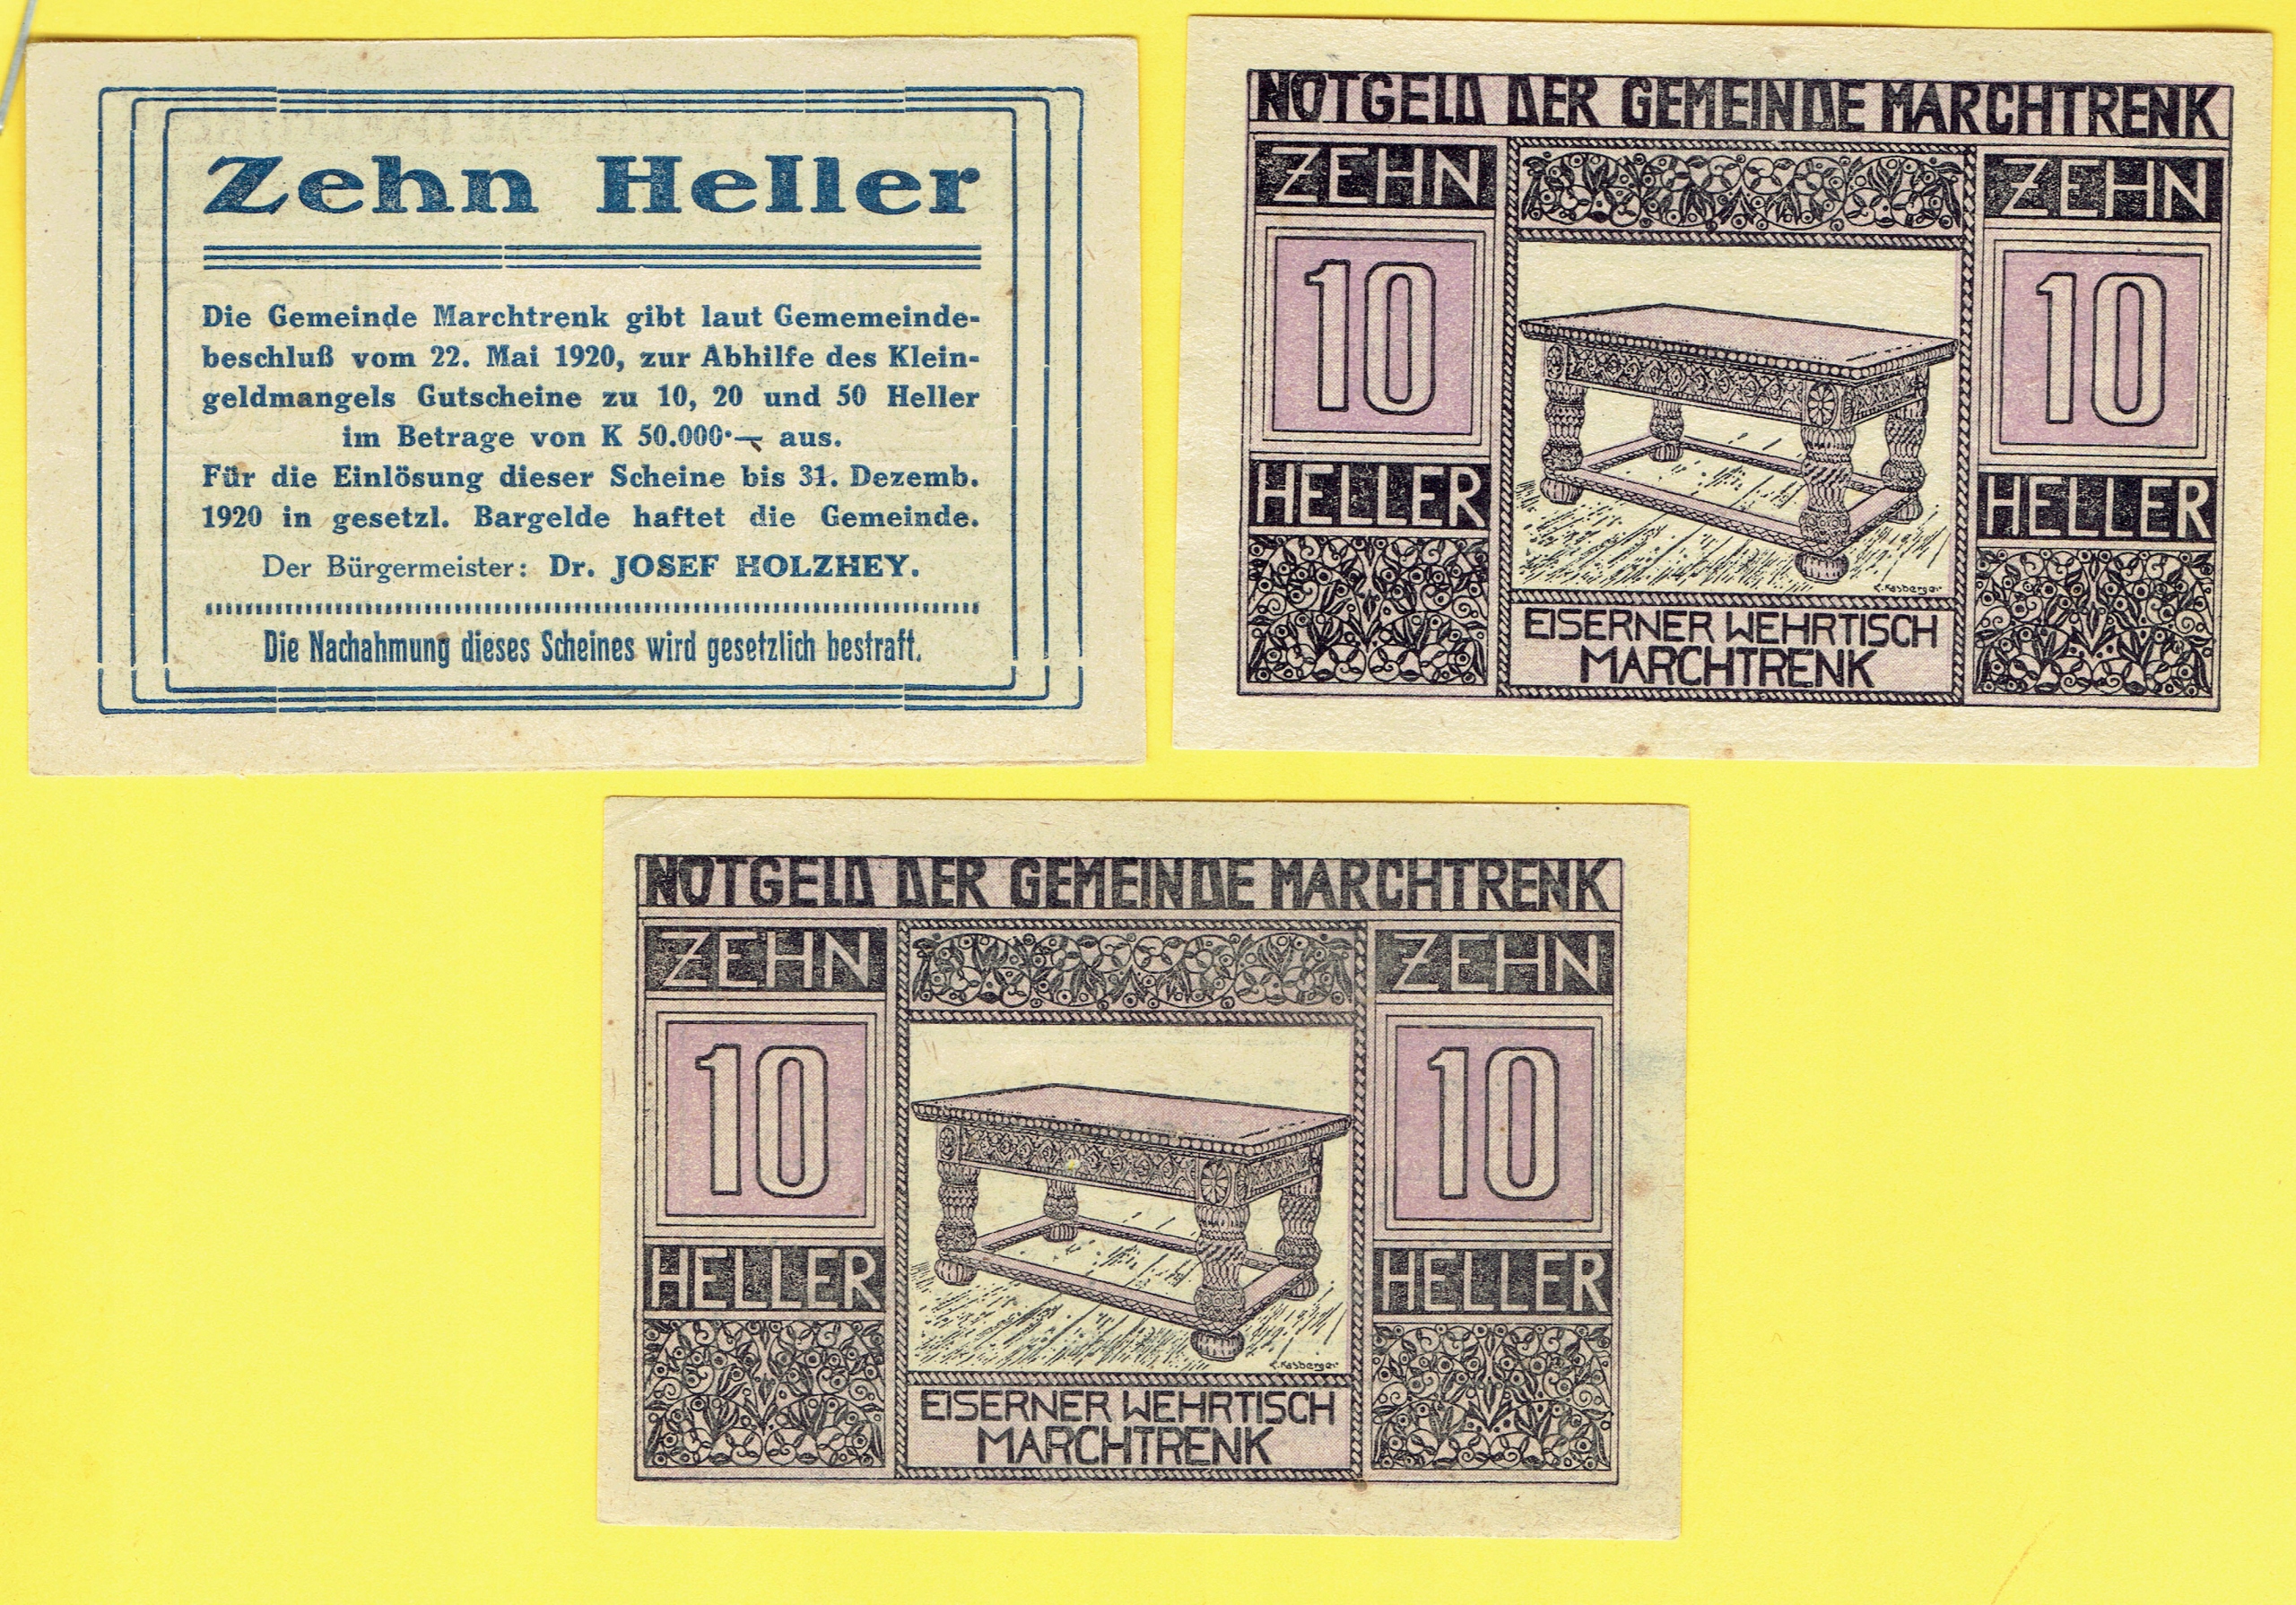 Zehn Heller
Die Gemeinde Marchtrenk gibt laut Gememeinde-
beschluß vom 22. Mai 1920, zur Abhilfe des Klein-
geldmangels Gutscheine zu 10, 20 und 50 Heller
im Betrage von K 50.000·— aus.
Für die Einlösung dieser Scheine bis 31. Dezemb.
1920 in gesetzl. Bargelde haftet die Gemeinde.
Der Bürgermeister: Dr. JOSEF HOLZHEY.
Die Nachahmung dieses Scheines wird gesetzlich bestraft.
NOTGELD DER GEMEINDE MARCHTRENK
ZEHN ZEHN
10 10
HELLER HELLER
K. Kasberger
EISERNER WEHRTISCH
MARCHTRENK
NOTGELD DER GEMEINDE MARCHTRENK
ZEHN ZEHN
10 10
HELLER HELLER
K. Kasberger
EISERNER WEHRTISCH
MARCHTRENK